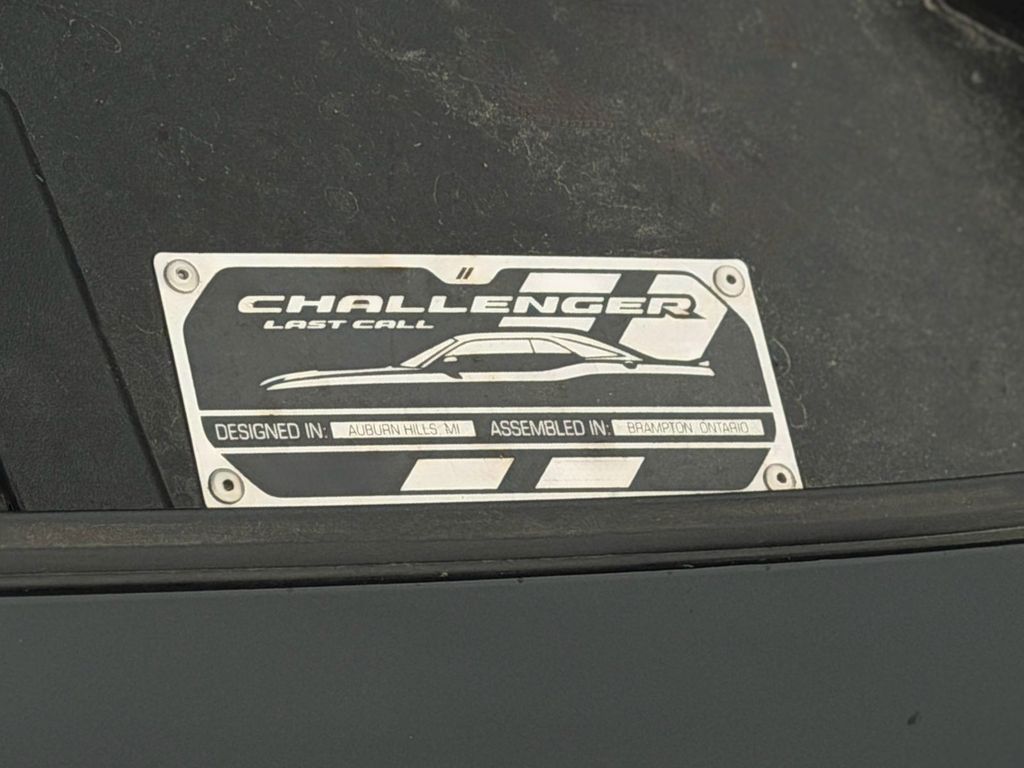 CHALLENGER
LAST CALL
DESIGNED IN: AUBURN HILLS, MI ASSEMBLED IN: BRAMPTON, ONTARIO